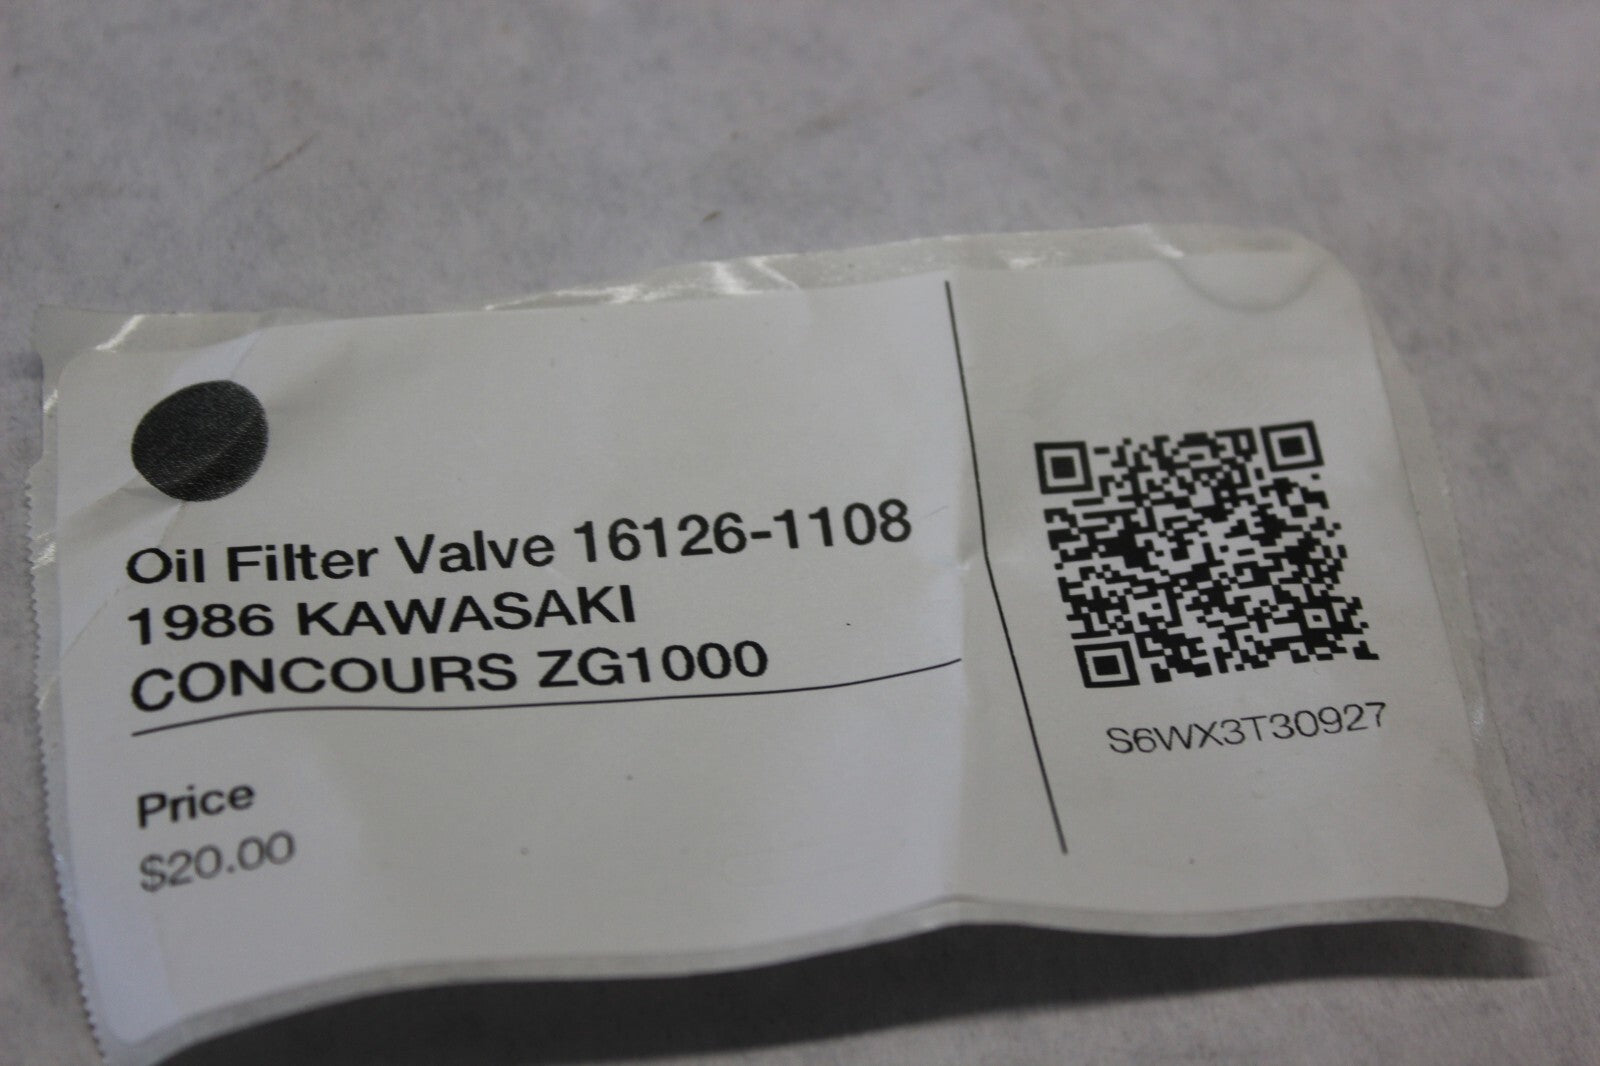 Oil Filter Valve 16126-1108
1986 KAWASAKI
CONCOURS ZG1000
Price
$20.00
S6WX3T30927